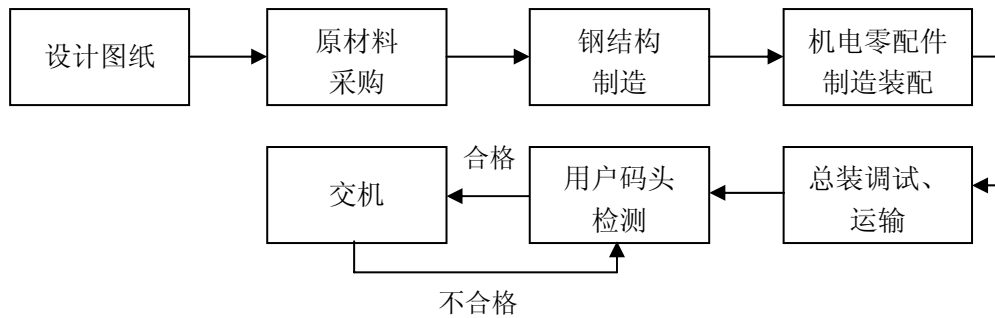 设计图纸
原材料
采购
钢结构
制造
机电零配件
制造装配
总装调试、
运输
用户码头
检测
合格
交机
不合格